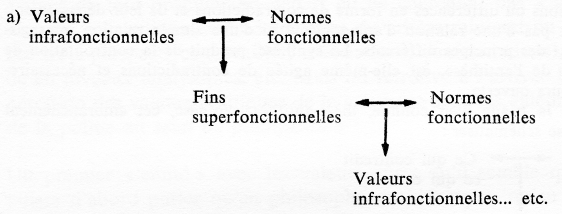 a) Valeurs Normes
infrafonctionnelles fonctionnelles
Fins Normes
superfonctionnelles fonctionnelles
Valeurs
infrafonctionnelles... etc.